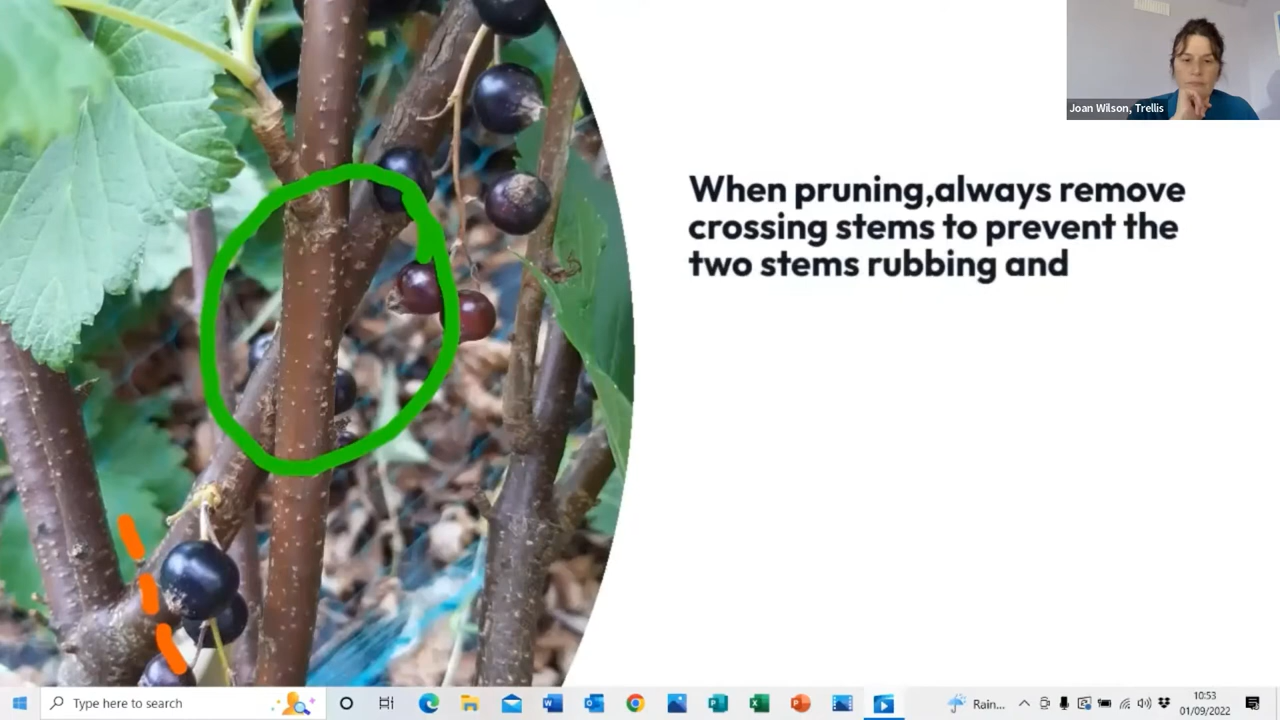 Joan Wilson, Trellis
When pruning,always remove
crossing stems to prevent the
two stems rubbing and
Type here to search
Rain...
10:53
01/09/2022